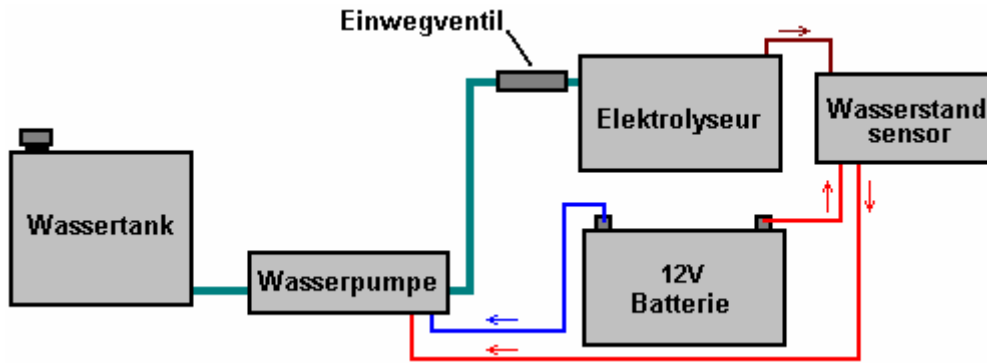 Einwegventil
Elektrolyseur
Wasserstand
sensor
Wassertank
Wasserpumpe
12V
Batterie